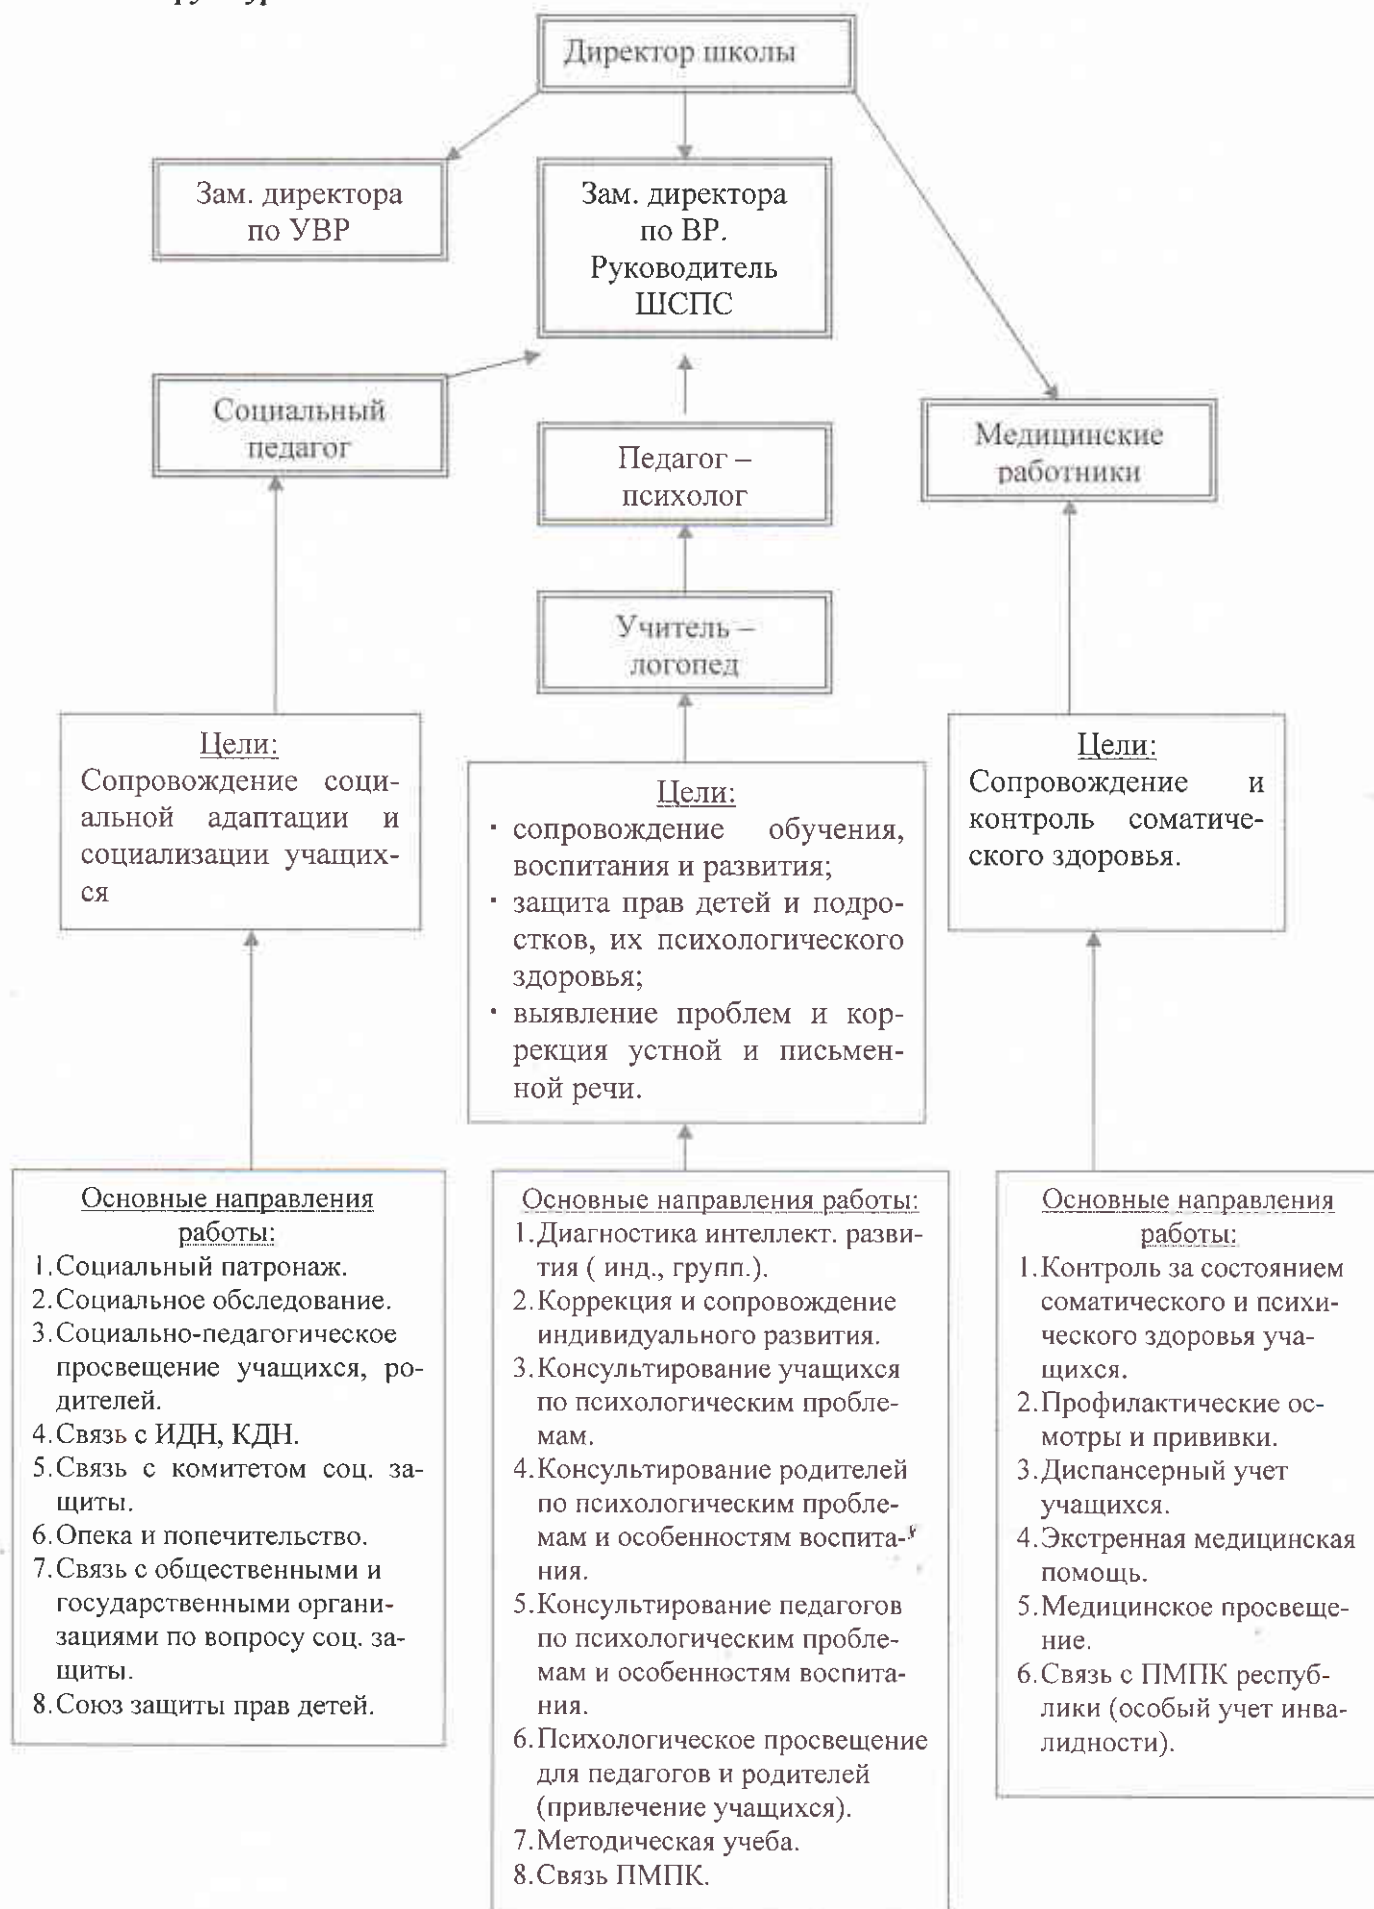 Директор школы
Зам. директора
по УВР
Зам. директора
по ВР.
Руководитель
ШСПС
Социальный
педагог
Педагог –
психолог
Медицинские
работники
Учитель –
логопед
Цели:
Сопровождение соци-
альной адаптации и
социализации учащих-
ся
Цели:
· сопровождение обучения,
воспитания и развития;
· защита прав детей и подро-
стков, их психологического
здоровья;
· выявление проблем и кор-
рекция устной и письмен-
ной речи.
Цели:
Сопровождение и
контроль соматиче-
ского здоровья.
Основные направления
работы:
1.Социальный патронаж.
2.Социальное обследование.
3.Социально-педагогическое
просвещение учащихся, ро-
дителей.
4.Связь с ИДН, КДН.
5.Связь с комитетом соц. за-
щиты.
6.Опека и попечительство.
7.Связь с общественными и
государственными органи-
зациями по вопросу соц. за-
щиты.
8.Союз защиты прав детей.
Основные направления работы:
1.Диагностика интеллект. разви-
тия ( инд., групп.).
2.Коррекция и сопровождение
индивидуального развития.
3.Консультирование учащихся
по психологическим пробле-
мам.
4.Консультирование родителей
по психологическим пробле-
мам и особенностям воспита-
ния.
5.Консультирование педагогов
по психологическим пробле-
мам и особенностям воспита-
ния.
6.Психологическое просвещение
для педагогов и родителей
(привлечение учащихся).
7.Методическая учеба.
8.Связь ПМПК.
Основные направления
работы:
1.Контроль за состоянием
соматического и психи-
ческого здоровья уча-
щихся.
2.Профилактические ос-
мотры и прививки.
3.Диспансерный учет
учащихся.
4.Экстренная медицинская
помощь.
5.Медицинское просвеще-
ние.
6.Связь с ПМПК респуб-
лики (особый учет инва-
лидности).